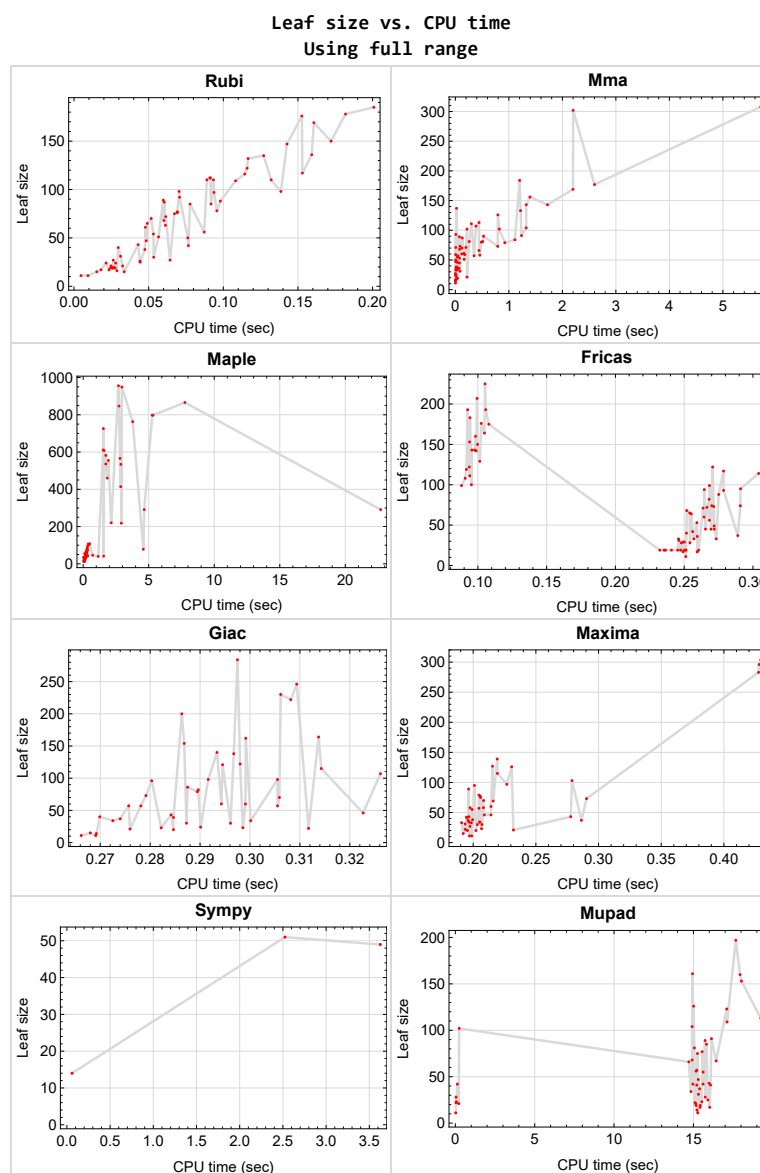 Leaf size vs. CPU time
Using full range
Rubi
Leaf size
150
100
50
0
0.00 0.05 0.10 0.15 0.20
CPU time (sec)
Mma
Leaf size
300
250
200
150
100
50
0
0 1 2 3 4 5
CPU time (sec)
Maple
Leaf size
1000
800
600
400
200
0
0 5 10 15 20
CPU time (sec)
Fricas
Leaf size
200
150
100
50
0
0.10 0.15 0.20 0.25 0.30
CPU time (sec)
Giac
Leaf size
250
200
150
100
50
0
0.27 0.28 0.29 0.30 0.31 0.32
CPU time (sec)
Maxima
Leaf size
300
250
200
150
100
50
0
0.20 0.25 0.30 0.35 0.40
CPU time (sec)
Sympy
Leaf size
50
40
30
20
10
0
0.0 0.5 1.0 1.5 2.0 2.5 3.0 3.5
CPU time (sec)
Mupad
Leaf size
200
150
100
50
0
0 5 10 15
CPU time (sec)